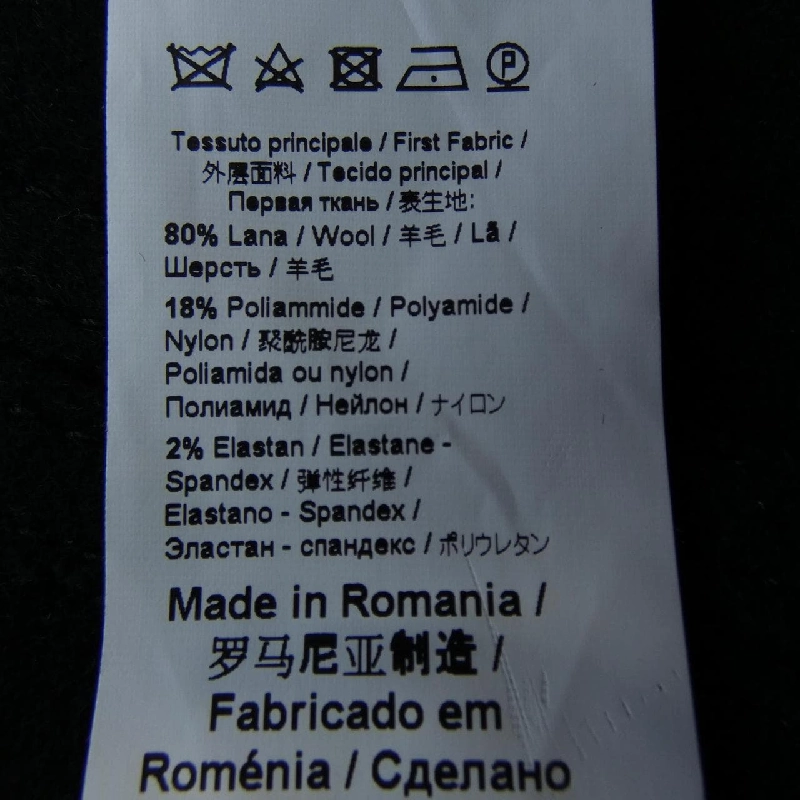 P
Tessuto principale / First Fabric /
外层面料 / Tecido principal /
Первая ткань / 表生地:
80% Lana / Wool / 羊毛 / Lã /
Шерсть / 羊毛
18% Poliammide / Polyamide /
Nylon / 聚酰胺尼龙 /
Poliamida ou nylon /
Полиамид / Нейлон / ナイロン
2% Elastan / Elastane -
Spandex / 弹性纤维 /
Elastano - Spandex /
Эластан - спандекс / ポリウレタン
Made in Romania /
罗马尼亚制造 /
Fabricado em
Roménia / Сделано